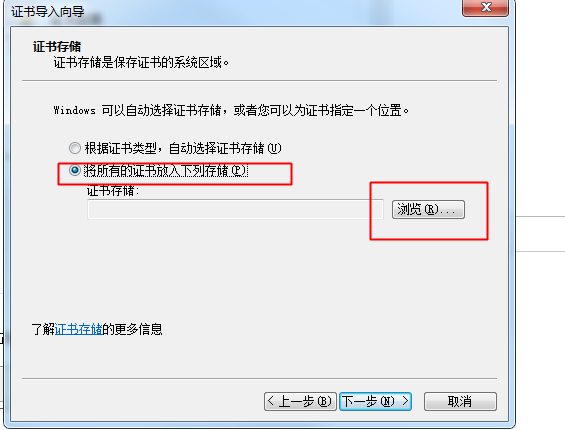 证书导入向导
证书存储
证书存储是保存证书的系统区域。
Windows 可以自动选择证书存储，或者您可以为证书指定一个位置。
根据证书类型，自动选择证书存储(U)
将所有的证书放入下列存储(P)
证书存储:
浏览(R)...
了解证书存储的更多信息
< 上一步(B) 下一步(N) > 取消